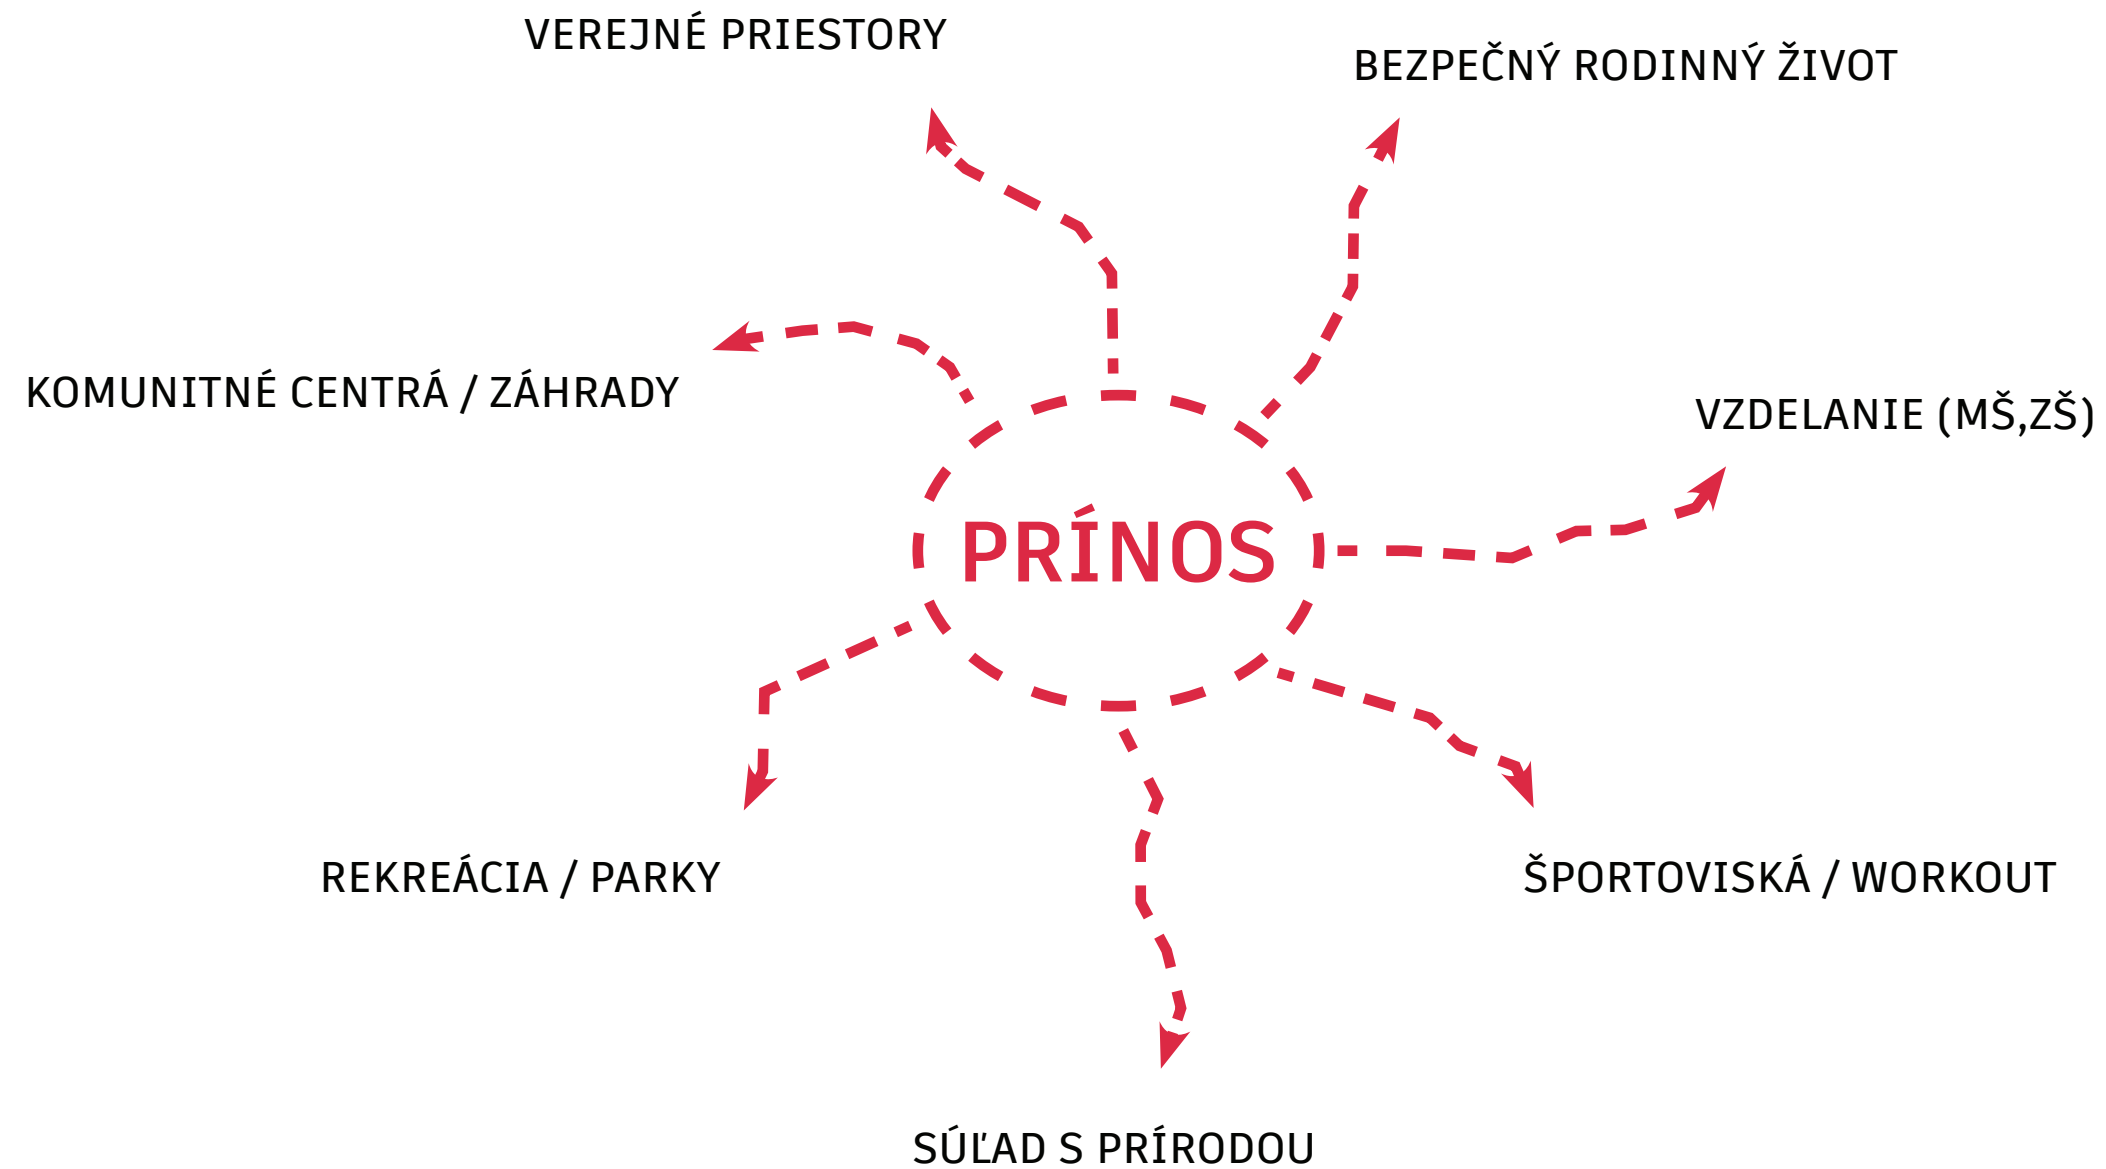 VEREJNÉ PRIESTORY
BEZPEČNÝ RODINNÝ ŽIVOT
KOMUNITNÉ CENTRÁ / ZÁHRADY
VZDELANIE (MŠ,ZŠ)
PRÍNOS
REKREÁCIA / PARKY
ŠPORTOVISKÁ / WORKOUT
SÚĽAD S PRÍRODOU